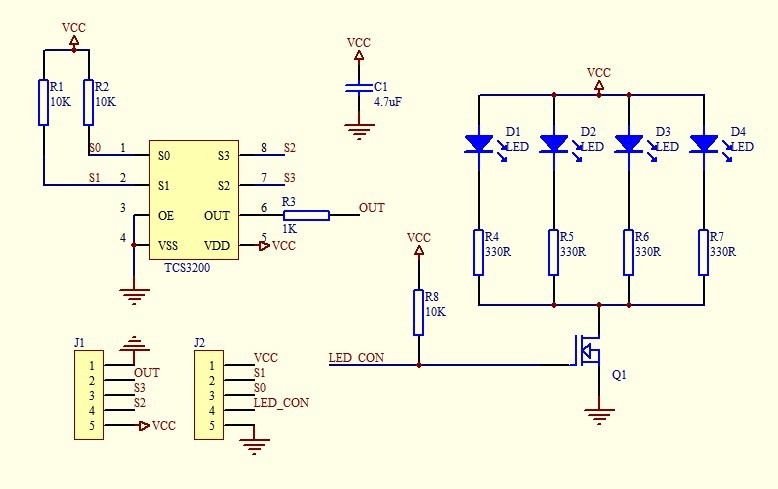 VCC
R1
10K
R2
10K
S0
1
S1
2
3
4
S0
S1
OE
VSS
S3
S2
OUT
VDD
8
S2
7
S3
6
5
VCC
R3
1K
OUT
TCS3200
VCC
C1
4.7uF
VCC
D1
LED
D2
LED
D3
LED
D4
LED
R4
330R
R5
330R
R6
330R
R7
330R
VCC
R8
10K
LED_CON
Q1
J1
1
2
3
4
5
OUT
S3
S2
VCC
J2
1
2
3
4
5
VCC
S1
S0
LED_CON